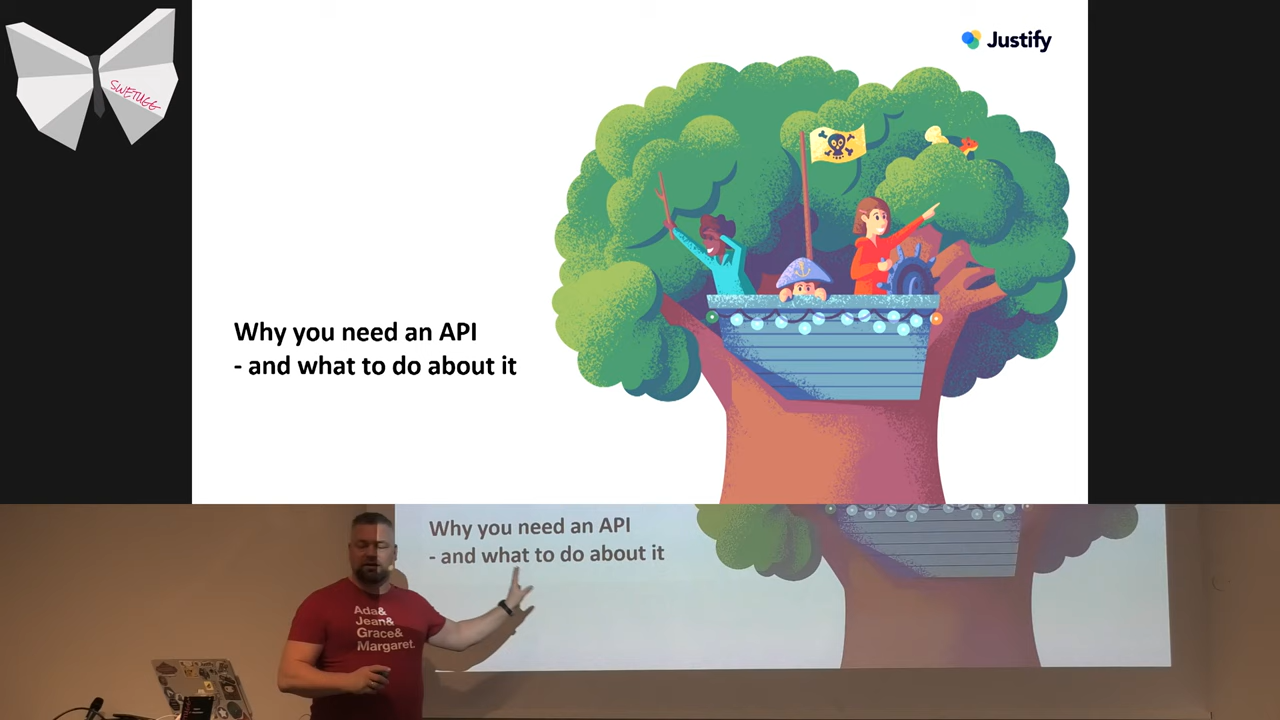 SWETUGG
Justify
Why you need an API
- and what to do about it
Why you need an API
- and what to do about it
Ada&
Jean&
Grace&
Margaret.